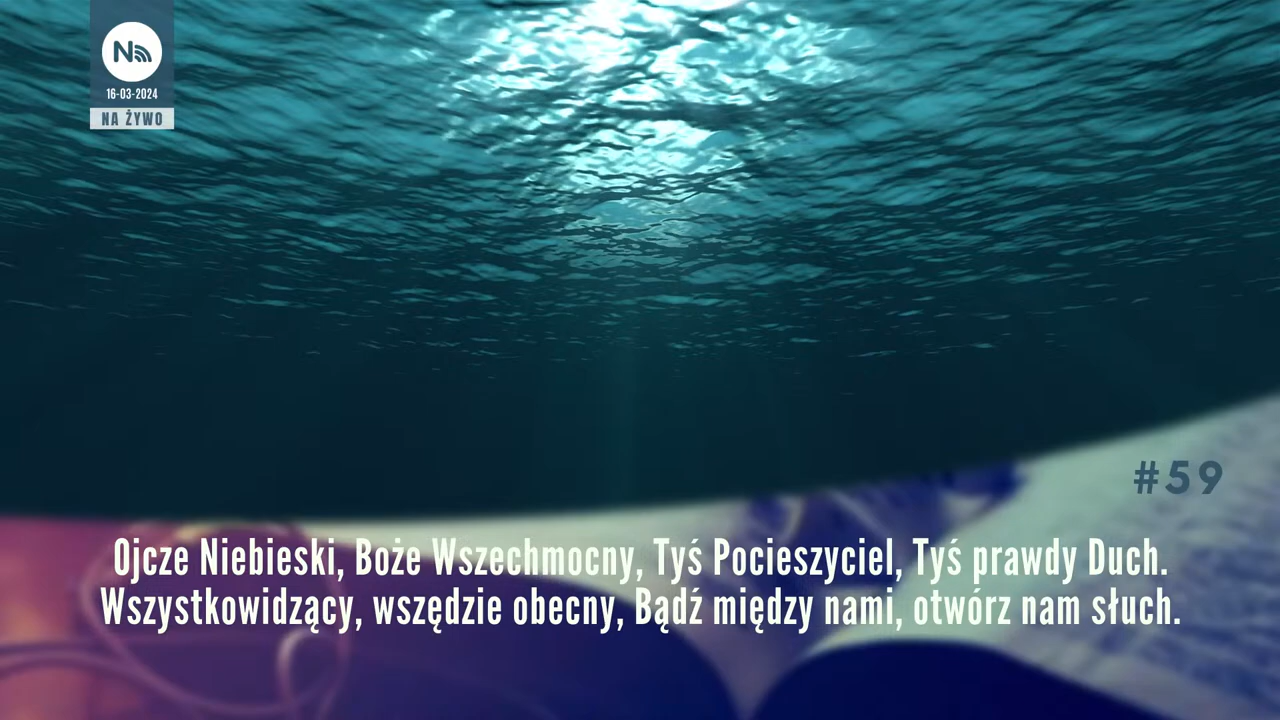 N
16-03-2024
NA ŻYWO
#59
Ojcze Niebieski, Boże Wszechmocny, Tyś Pocieszyciel, Tyś prawdy Duch.
Wszystkowidzący, wszędzie obecny, Bądź między nami, otwórz nam słuch.